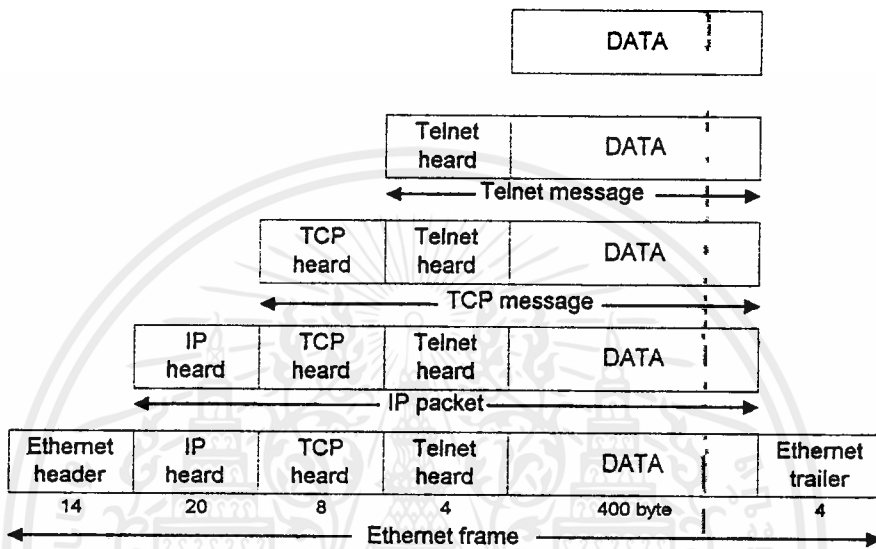 DATA
Telnet heard DATA
Telnet message
TCP heard Telnet heard DATA
TCP message
IP heard TCP heard Telnet heard DATA
IP packet
Ethernet header IP heard TCP heard Telnet heard DATA Ethernet trailer
14 20 8 4 400 byte 4
Ethernet frame